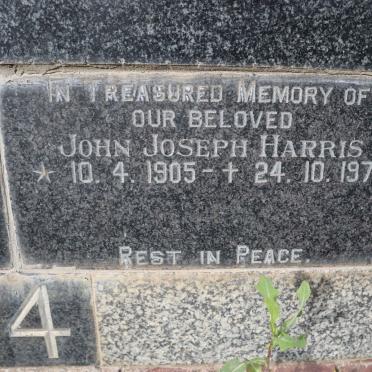 IN TREASURED MEMORY OF
OUR BELOVED
JOHN JOSEPH HARRIS
* 10. 4. 1905 - † 24. 10. 197
REST IN PEACE.
4